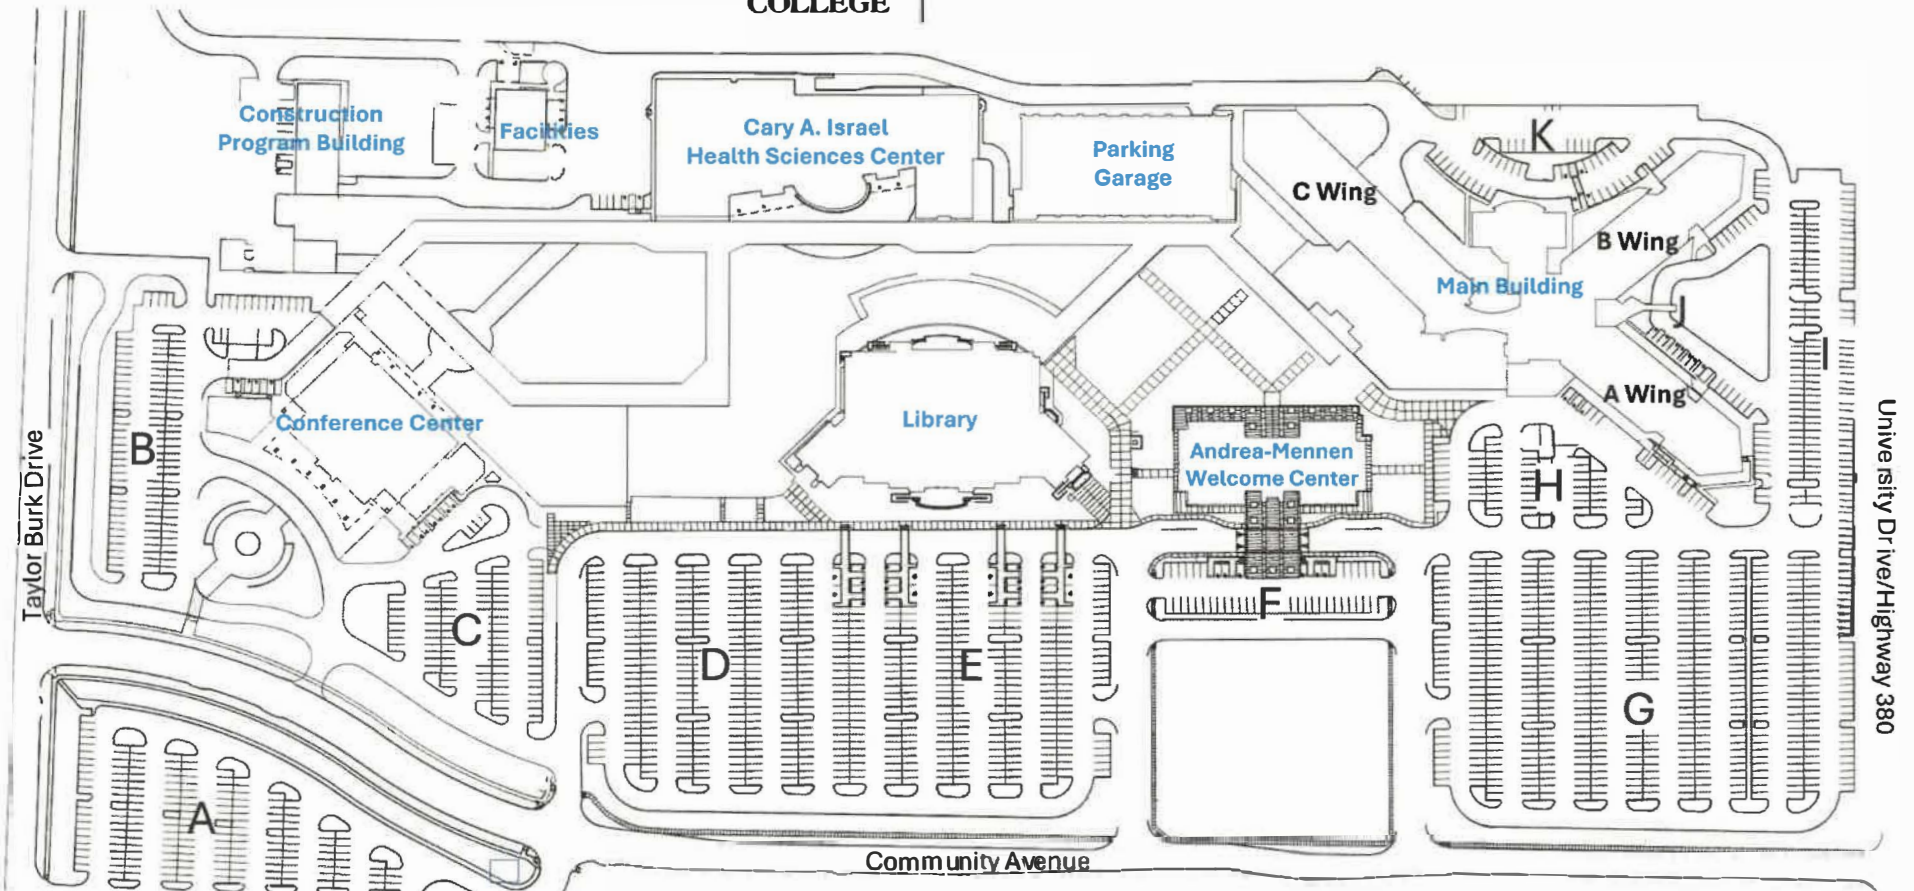 COLLEGE
Construction
Program Building
Facilities
Cary A. Israel
Health Sciences Center
Parking
Garage
C Wing
K
B Wing
Main Building
J
I
A Wing
Conference Center
Library
Andrea-Mennen
Welcome Center
B
H
C
D
E
F
G
A
Taylor Burk Drive
University Drive/Highway 380
Community Avenue